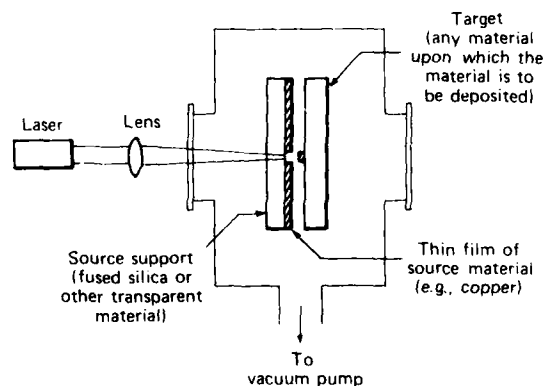 Target
(any material
upon which the
material is to
be deposited)
Laser
Lens
Source support
(fused silica or
other transparent
material)
Thin film of
source material
(e.g., copper)
To
vacuum pump